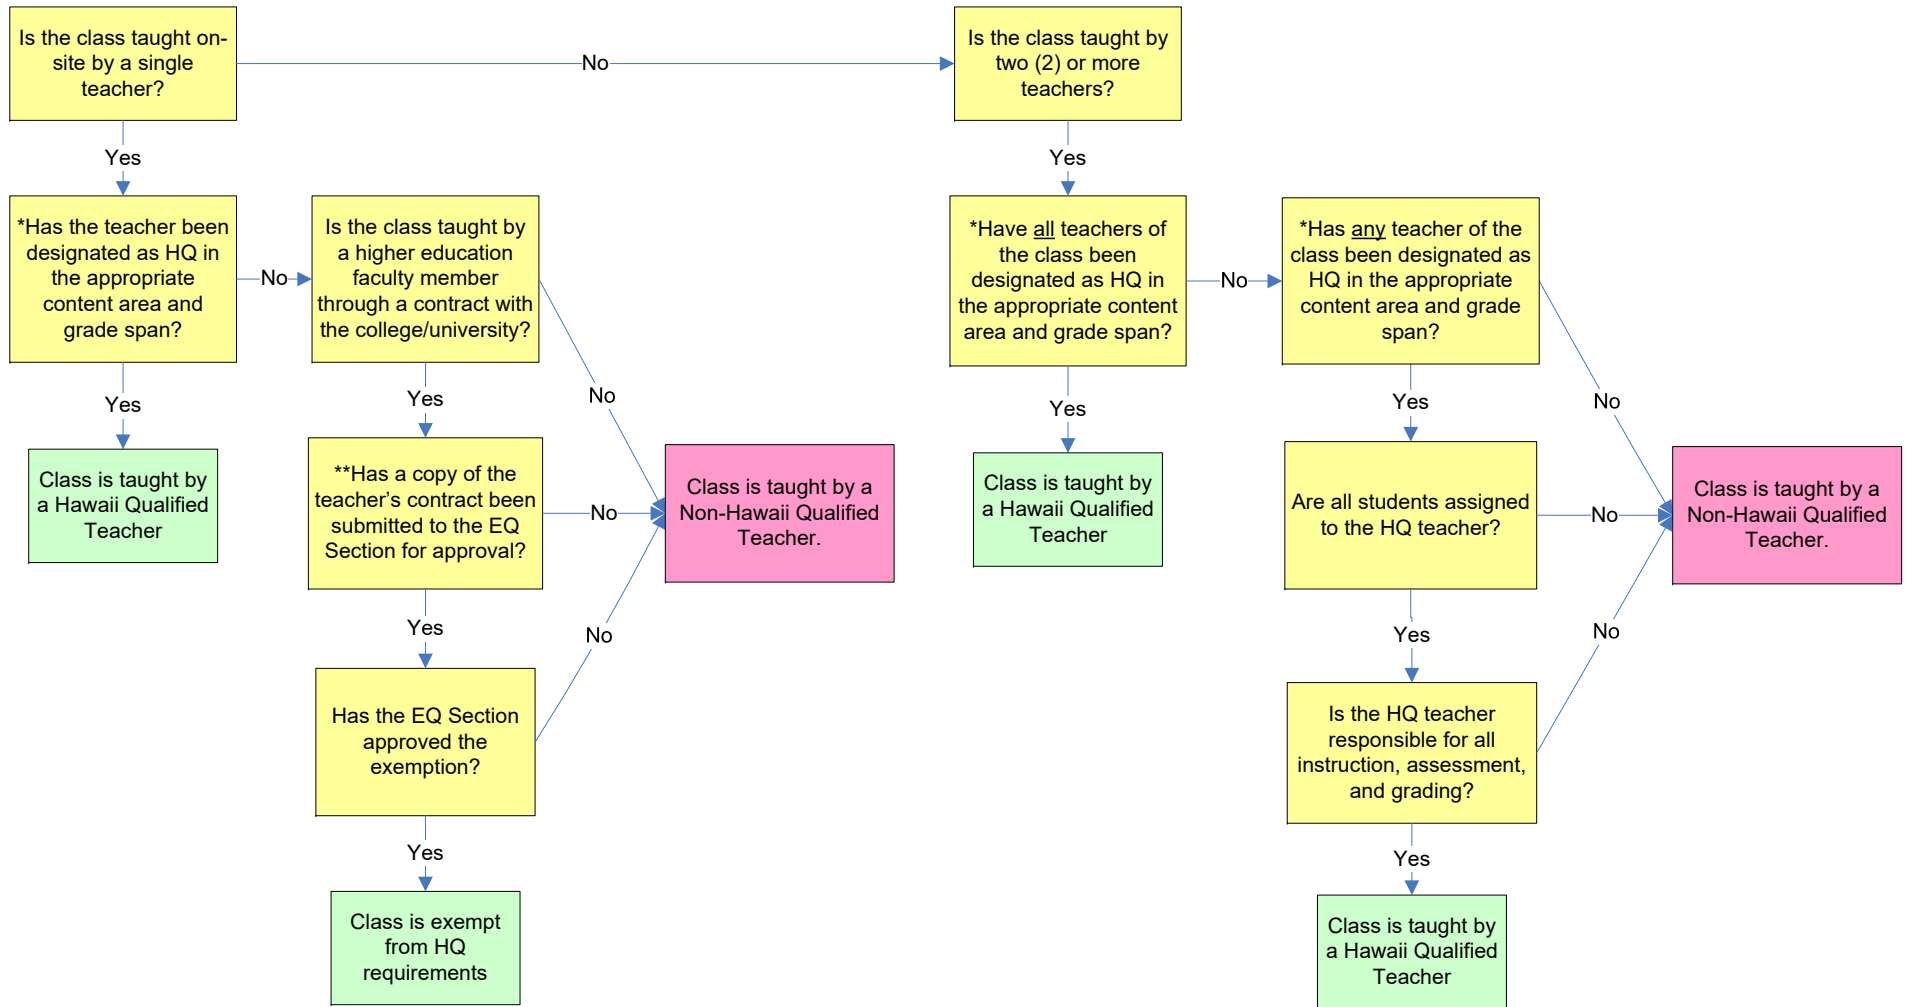 Is the class taught on-
site by a single
teacher?
No
Is the class taught by
two (2) or more
teachers?
Yes
Yes
*Has the teacher been
designated as HQ in
the appropriate
content area and
grade span?
No
Is the class taught by
a higher education
faculty member
through a contract with
the college/university?
*Have all teachers of
the class been
designated as HQ in
the appropriate content
area and grade span?
No
*Has any teacher of the
class been designated as
HQ in the appropriate
content area and grade
span?
Yes
Yes
No
Yes
Yes
No
Class is taught by
a Hawaii Qualified
Teacher
**Has a copy of the
teacher's contract been
submitted to the EQ
Section for approval?
No
Class is taught by a
Non-Hawaii Qualified
Teacher.
Class is taught by
a Hawaii Qualified
Teacher
Are all students assigned
to the HQ teacher?
No
Class is taught by a
Non-Hawaii Qualified
Teacher.
Yes
No
Yes
No
Has the EQ Section
approved the
exemption?
Is the HQ teacher
responsible for all
instruction, assessment,
and grading?
Yes
Yes
Class is exempt
from HQ
requirements
Class is taught by
a Hawaii Qualified
Teacher